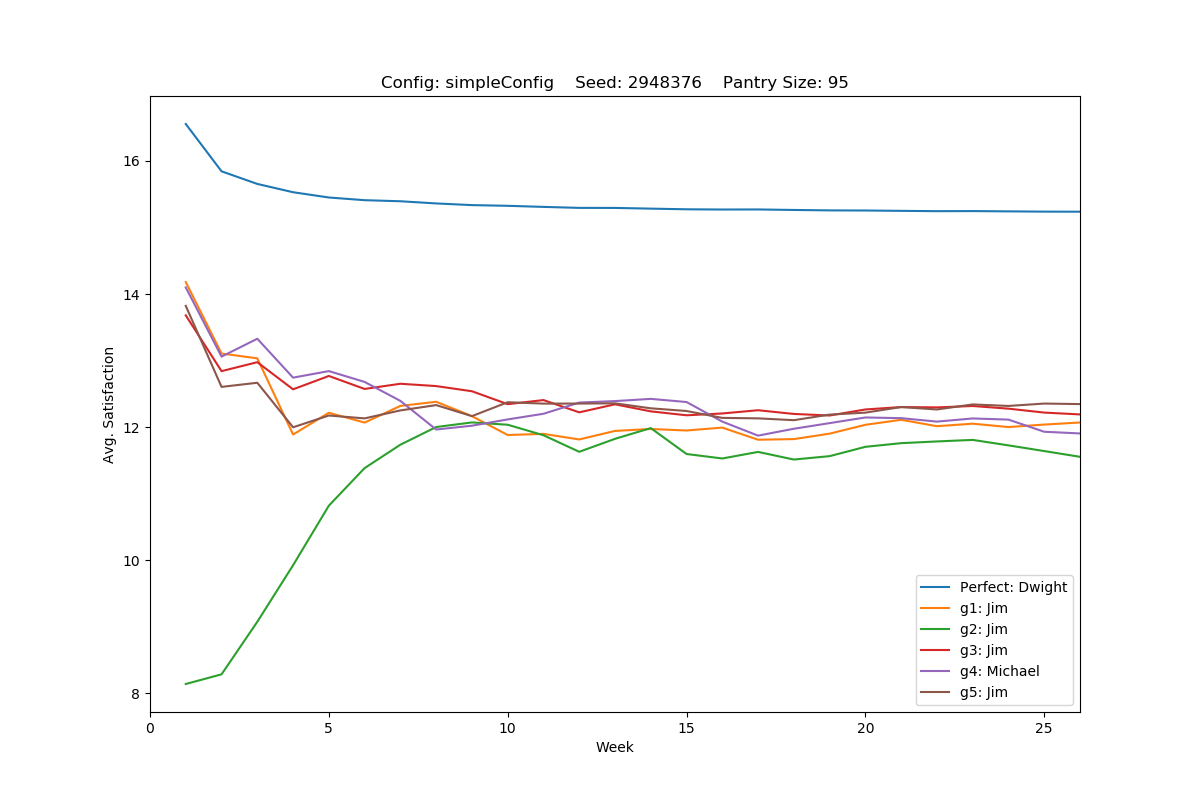 Config: simpleConfig    Seed: 2948376    Pantry Size: 95
16
14
12
10
8
Avg. Satisfaction
Perfect: Dwight
g1: Jim
g2: Jim
g3: Jim
g4: Michael
g5: Jim
0 5 10 15 20 25
Week